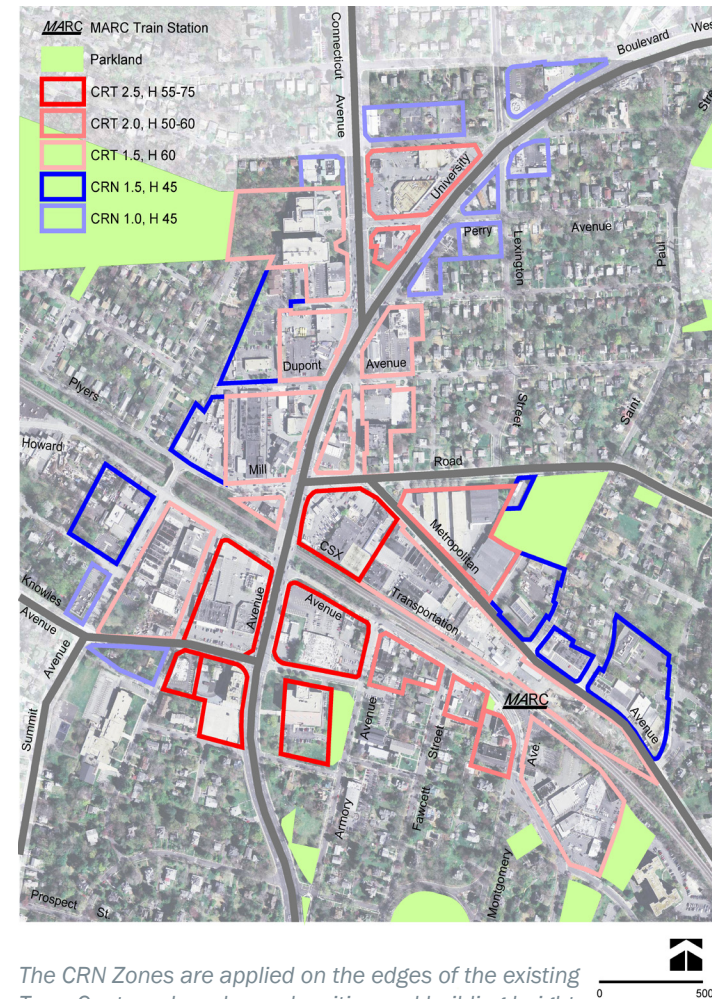 MARC MARC Train Station
Parkland
CRT 2.5, H 55-75
CRT 2.0, H 50-60
CRT 1.5, H 60
CRN 1.5, H 45
CRN 1.0, H 45
Connecticut
Avenue
Boulevard
Wes
Stre
University
Perry
Avenue
Lexington
Street
Paul
Saint
Dupont
Avenue
Plyers
Howard
Mill
Road
Metropolitan
Avenue
CSX
Transportation
Knowles
Avenue
Avenue
Avenue
Summit
Avenue
MARC
Avenue
Armory
Street
Fawcett
Ave.
Montgomery
Prospect
St.
The CRN Zones are applied on the edges of the existing
0
500